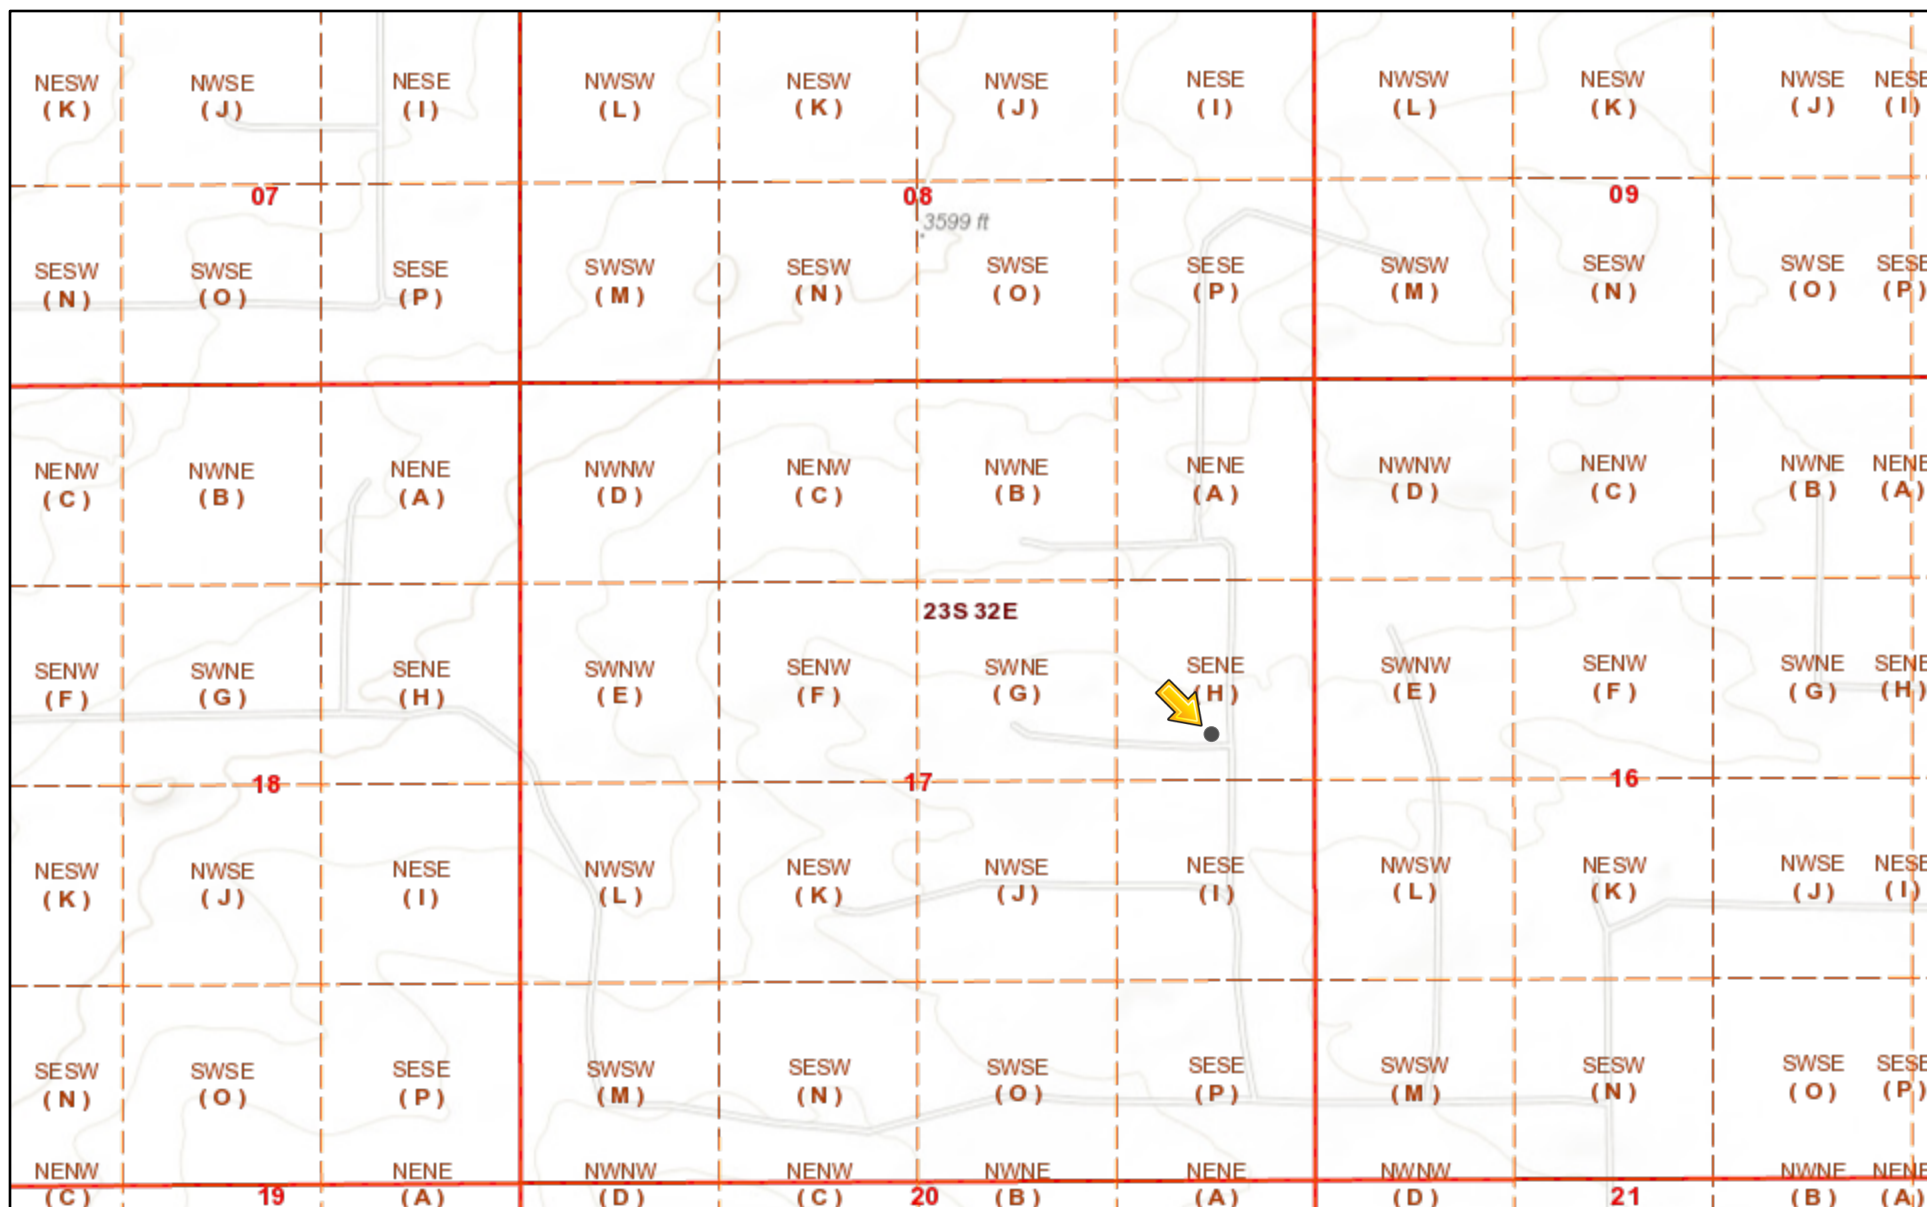 NESW NWSE NESE NWSW NESW NWSE NESE NWSW NESW NWSE NESE
(K) (J) (I) (L) (K) (J) (I) (L) (K) (J) (I)
07 08 09
3599 ft
SESW SWSE SESE SWSW SESW SWSE SESE SWSW SESW SWSE SESE
(N) (O) (P) (M) (N) (O) (P) (M) (N) (O) (P)
NENW NWNE NENE NWNW NENW NWNE NENE NWNW NENW NWNE NENE
(C) (B) (A) (D) (C) (B) (A) (D) (C) (B) (A)
23S 32E
SENW SWNE SENE SWNW SENW SWNE SENE SWNW SENW SWNE SENE
(F) (G) (H) (E) (F) (G) (H) (E) (F) (G) (H)
18 17 16
NESW NWSE NESE NWSW NESW NWSE NESE NWSW NESW NWSE NESE
(K) (J) (I) (L) (K) (J) (I) (L) (K) (J) (I)
SESW SWSE SESE SWSW SESW SWSE SESE SWSW SESW SWSE SESE
(N) (O) (P) (M) (N) (O) (P) (M) (N) (O) (P)
NENW NENE NWNW NENW NWNE NENE NWNW NWNE NENE
(C) 19 (A) (D) (C) 20 (B) (A) (D) 21 (B) (A)